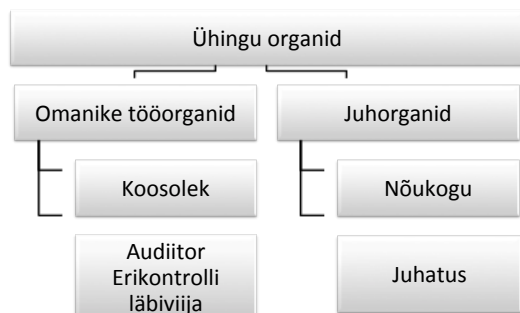 Ühingu organid
Omanike tööorganid
Juhorganid
Koosolek
Nõukogu
Audiitor
Erikontrolli
läbiviija
Juhatus